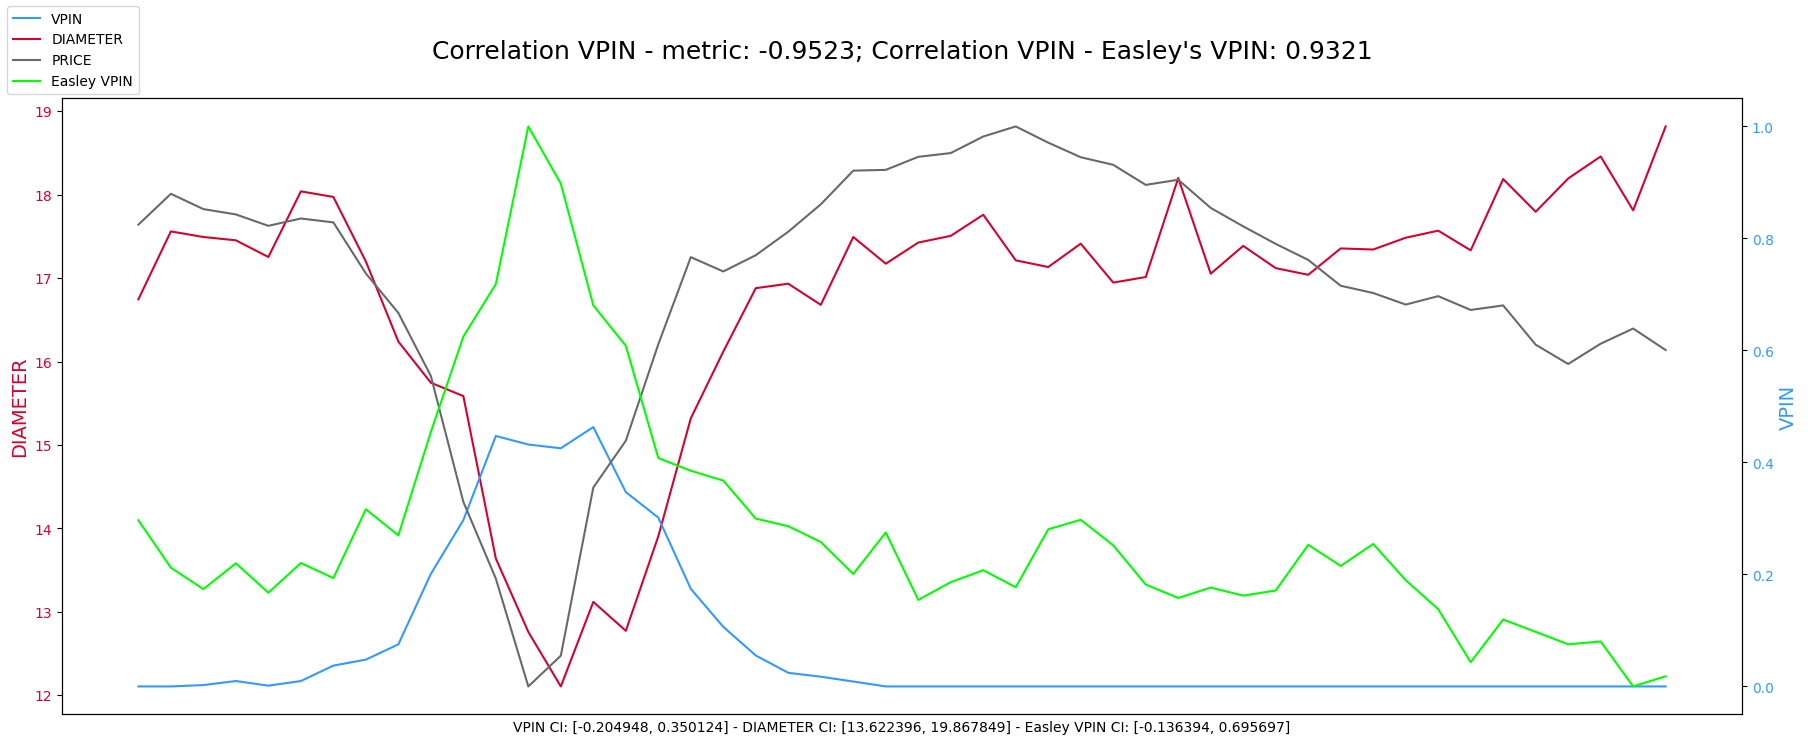 VPIN
DIAMETER
PRICE
Easley VPIN
Correlation VPIN - metric: -0.9523; Correlation VPIN - Easley's VPIN: 0.9321
19
18
17
16
15
14
13
12
DIAMETER
1.0
0.8
0.6
0.4
0.2
0.0
VPIN
VPIN CI: [-0.204948, 0.350124] - DIAMETER CI: [13.622396, 19.867849] - Easley VPIN CI: [-0.136394, 0.695697]